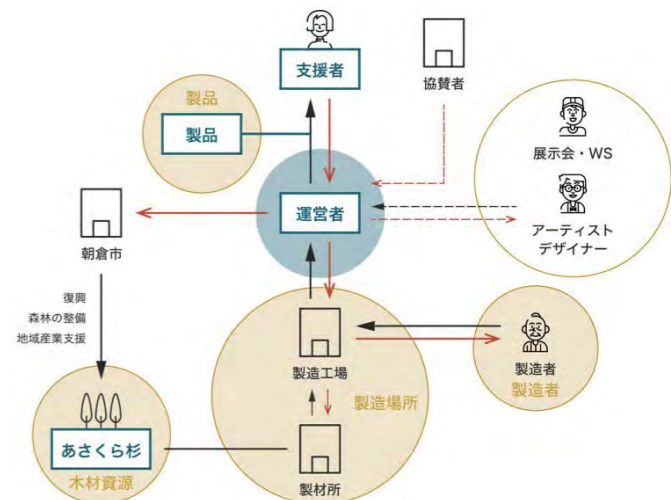 支援者
協賛者
製品
製品
展示会・WS
運営者
アーティスト
デザイナー
朝倉市
復興
森林の整備
地域産業支援
製造工場
製造者
製造者
製造場所
あさくら杉
木材資源
製材所